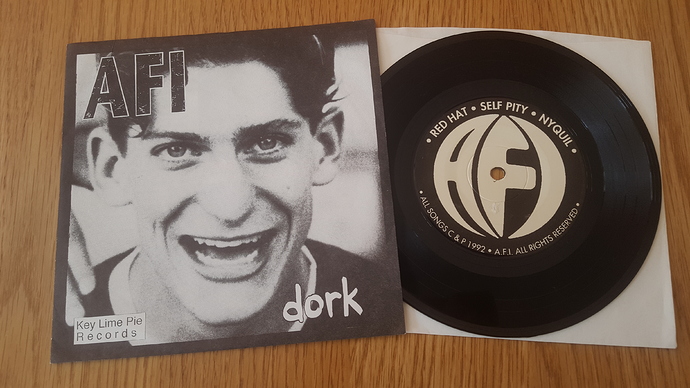 AFI
dork
Key Lime Pie
Records
• RED HAT • SELF PITY • NYQUIL •
AFI
• ALL SONGS C & P 1992 • A.F.I. ALL RIGHTS RESERVED •